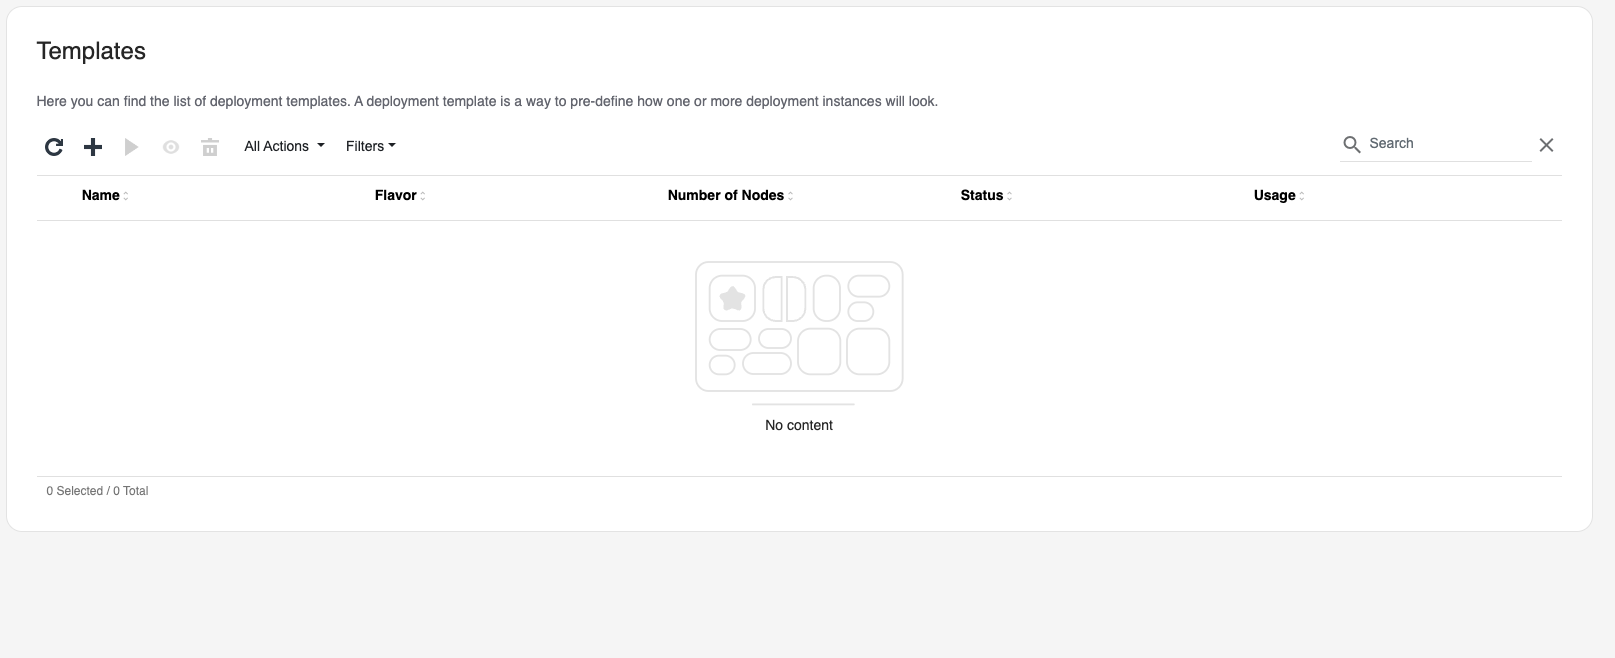 Templates
Here you can find the list of deployment templates. A deployment template is a way to pre-define how one or more deployment instances will look.
All Actions Filters Search
Name Flavor Number of Nodes Status Usage
No content
0 Selected / 0 Total